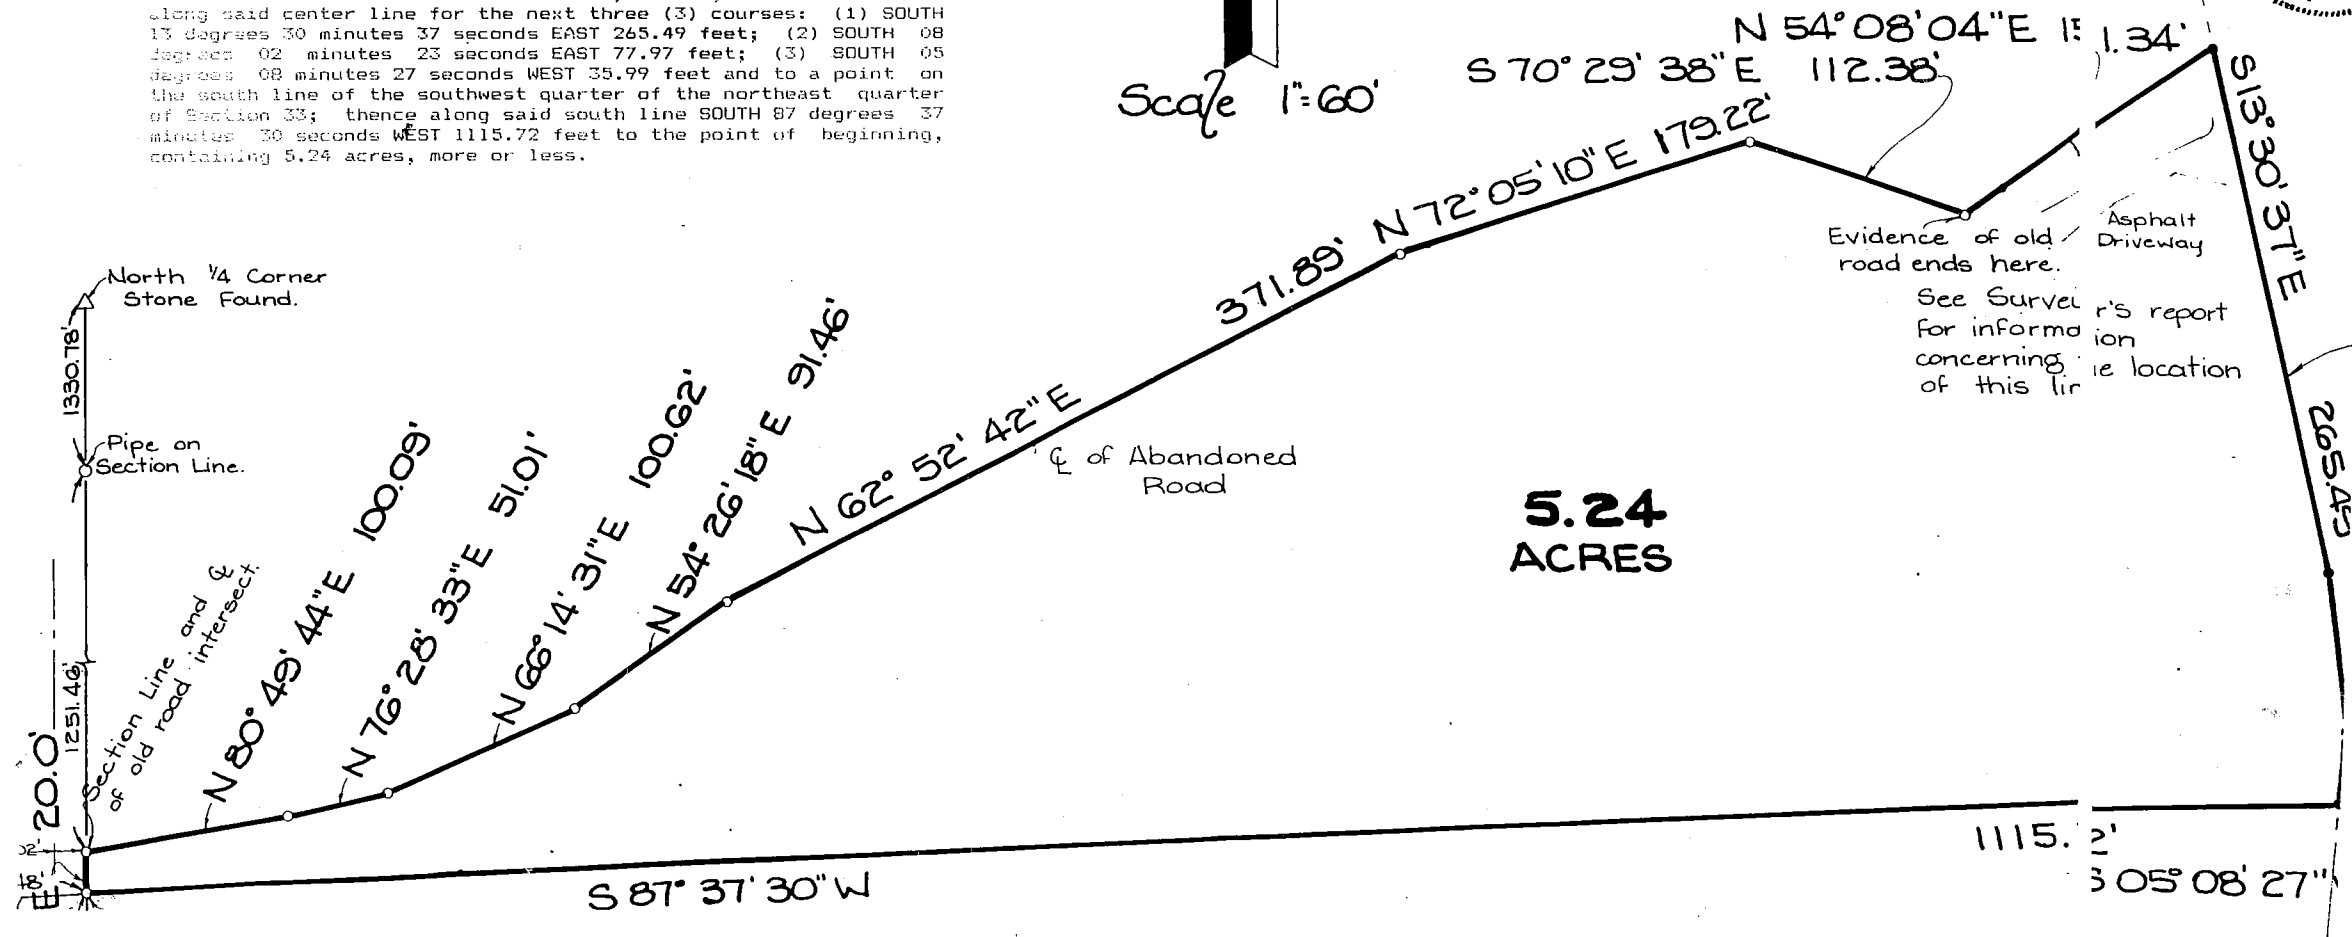 along said center line for the next three (3) courses: (1) SOUTH
13 degrees 30 minutes 37 seconds EAST 265.49 feet; (2) SOUTH 08
degrees 02 minutes 23 seconds EAST 77.97 feet; (3) SOUTH 05
degrees 08 minutes 27 seconds WEST 35.99 feet and to a point on
the south line of the southwest quarter of the northeast quarter
of Section 33; thence along said south line SOUTH 87 degrees 37
minutes 30 seconds WEST 1115.72 feet to the point of beginning,
containing 5.24 acres, more or less.
Scale 1"=60'
N 54° 08' 04" E 1.34'
S 70° 29' 38" E 112.38'
S 13° 30' 37" E
265.49
N 72° 05' 10" E 179.22'
371.89'
N 62° 52' 42" E
Evidence of old
road ends here.
Asphalt
Driveway
See r's report
For
concerning location
of this
℄ of Abandoned
Road
5.24
ACRES
North 1/4 Corner
Stone Found.
1330.78'
Pipe on
Section Line.
1251.46'
20.0'
Section Line and ℄
of old road intersect.
N 80° 49' 44" E 100.09'
N 76° 28' 33" E 51.01'
N 66° 14' 31" E 100.62'
N 54° 26' 18" E 91.46'
02'
48'
E
S 87° 37' 30" W
1115. 2'
05° 08' 27"